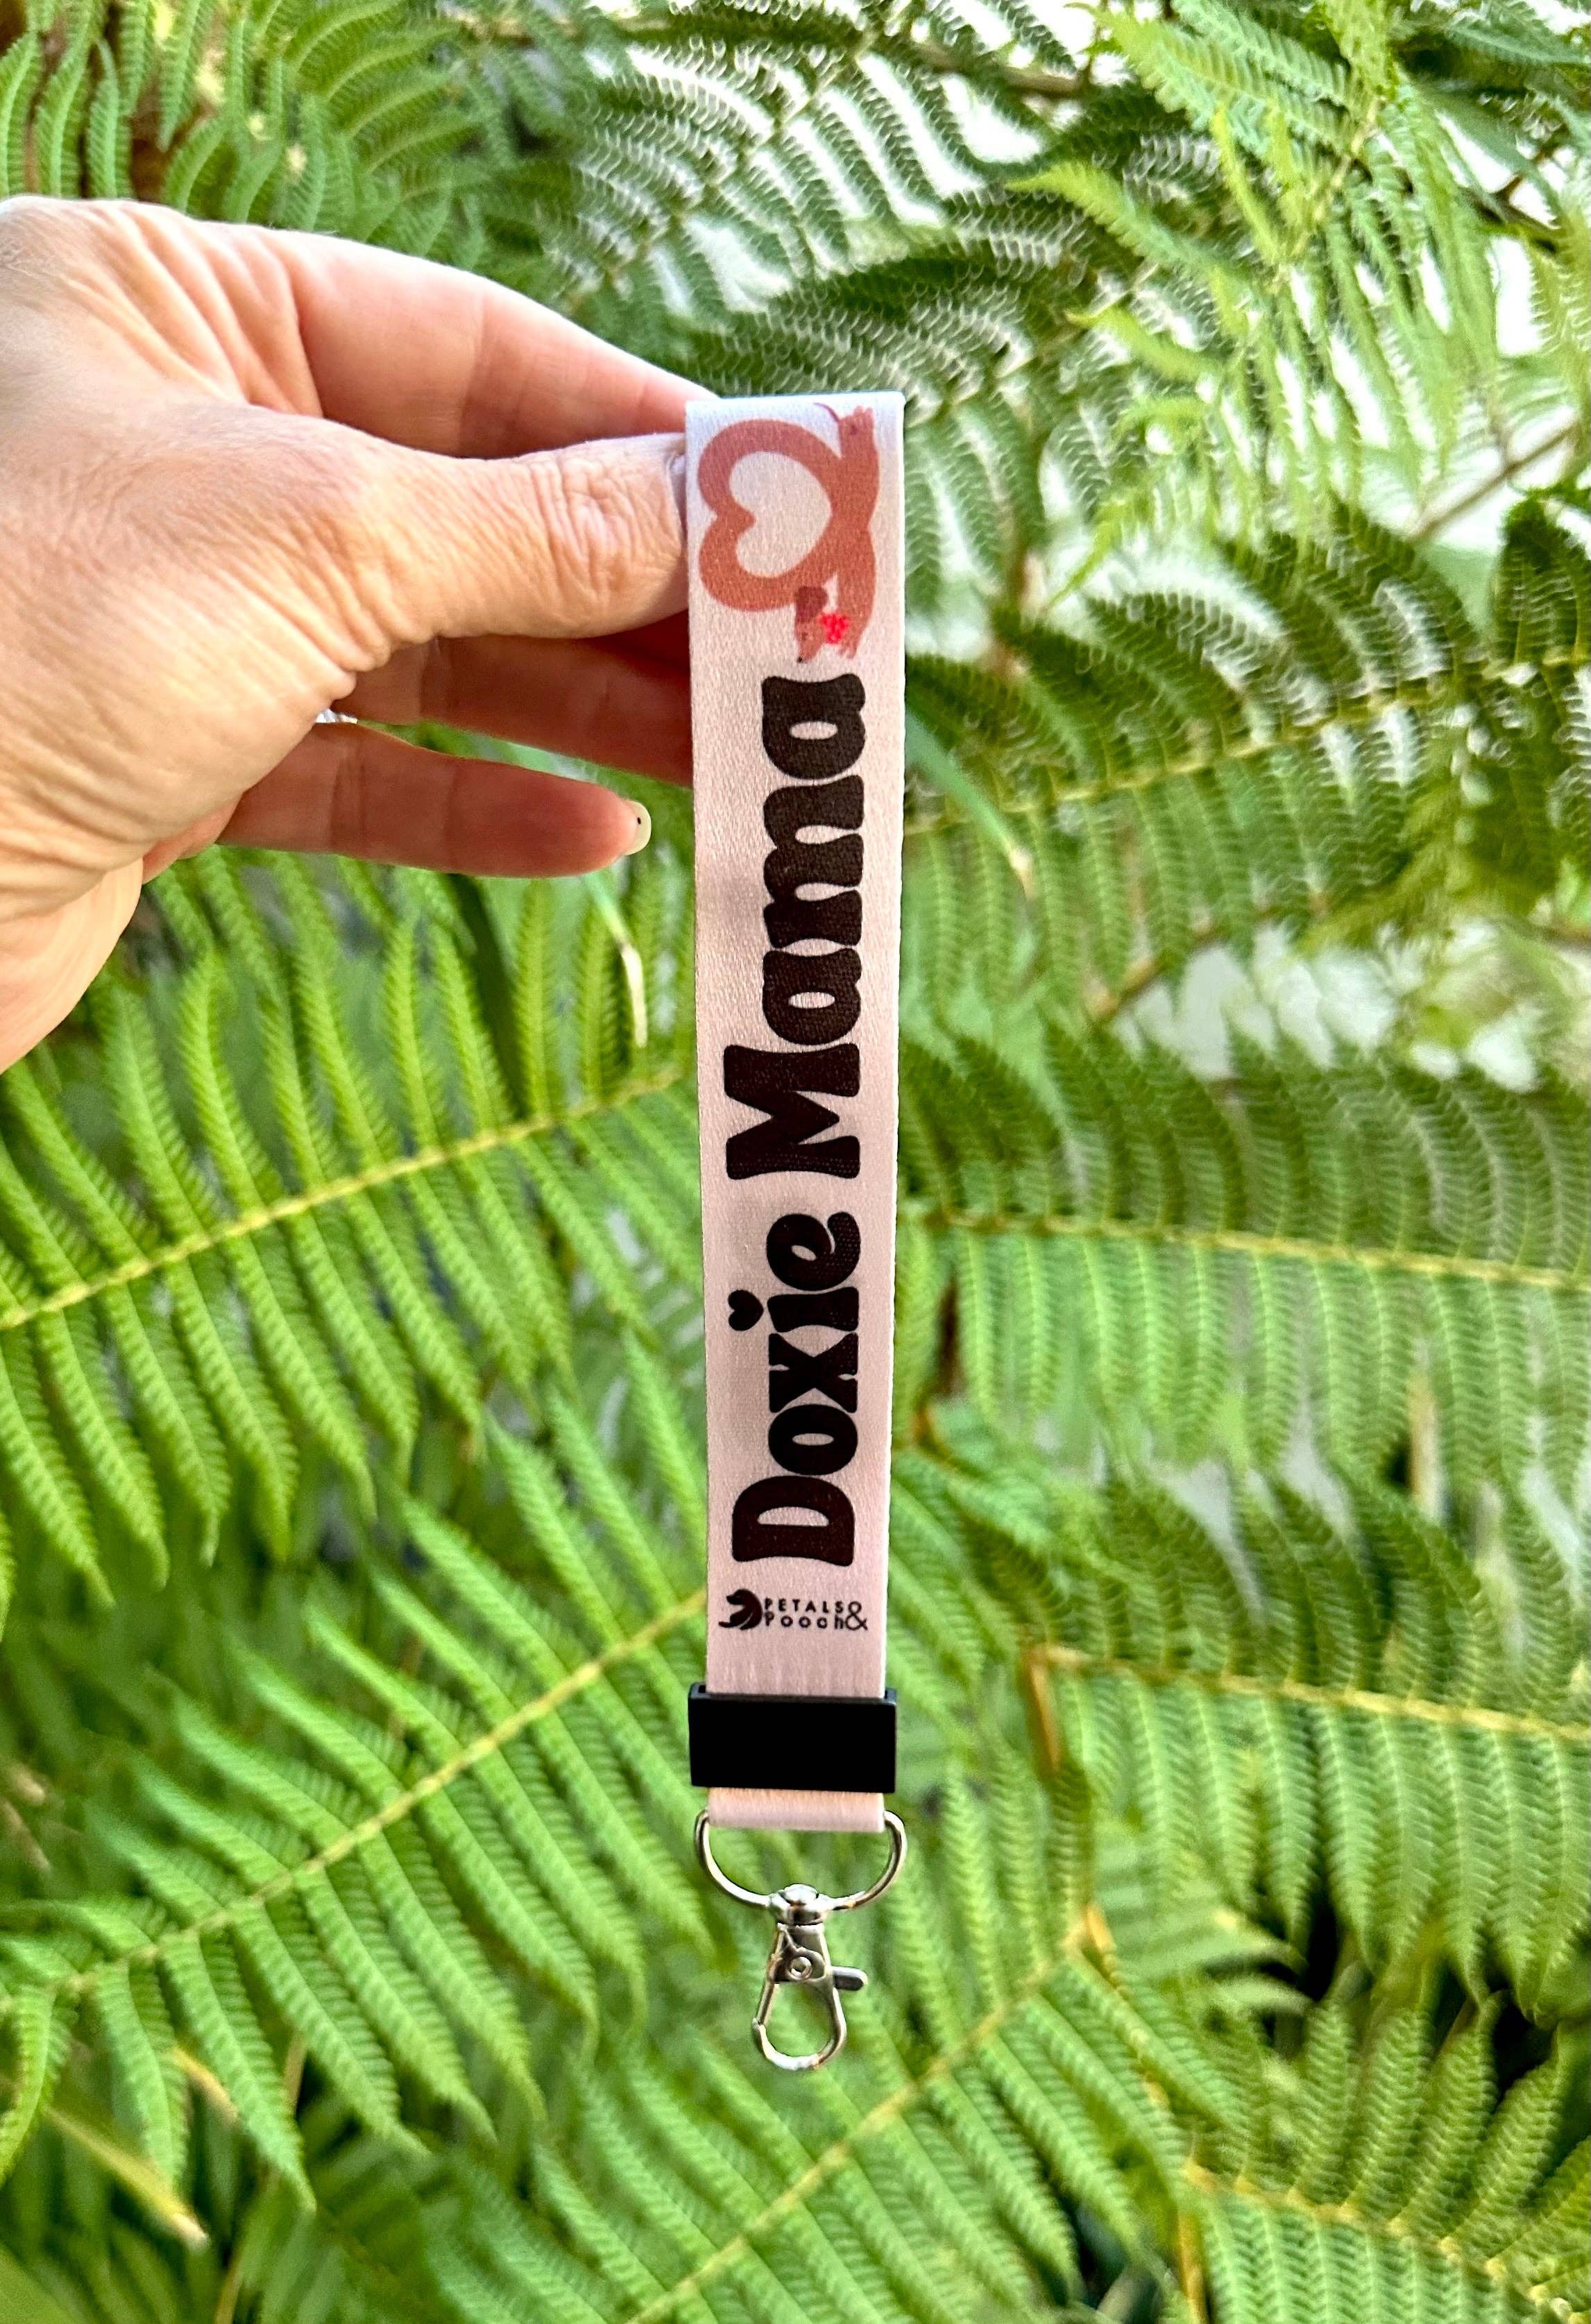 Doxie Mama
PETALS &
Pooch